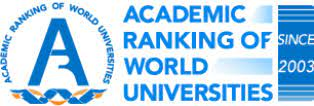 ACADEMIC RANKING OF WORLD UNIVERSITIES
A
ACADEMIC
RANKING OF
WORLD
UNIVERSITIES
SINCE
2003